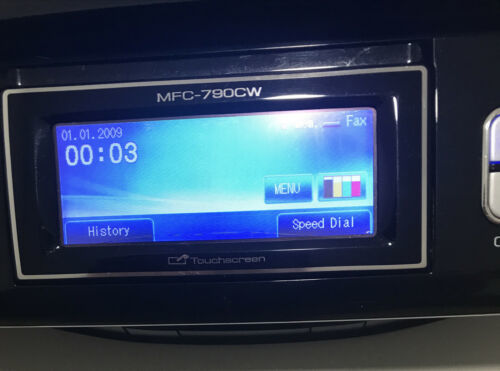 MFC-790CW
01.01.2009
Fax
00:03
MENU
History
Speed Dial
Touchscreen